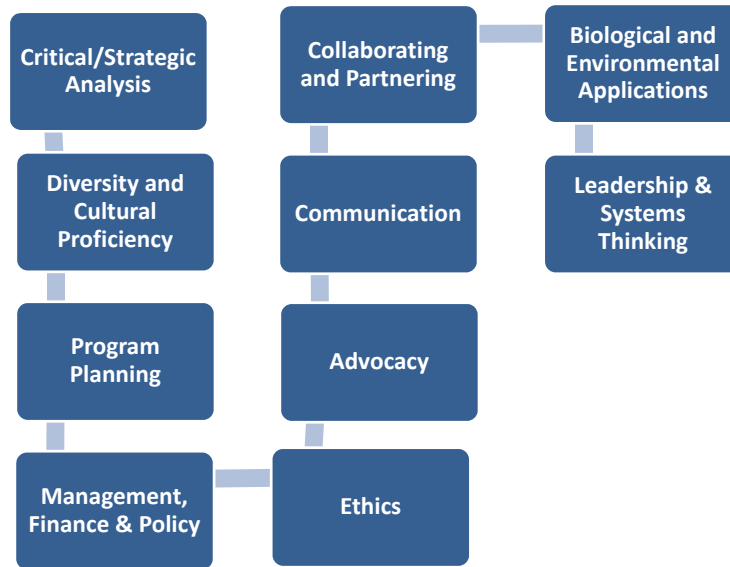 Critical/Strategic
Analysis
Diversity and
Cultural
Proficiency
Program
Planning
Management,
Finance & Policy
Ethics
Advocacy
Communication
Collaborating
and Partnering
Biological and
Environmental
Applications
Leadership &
Systems
Thinking